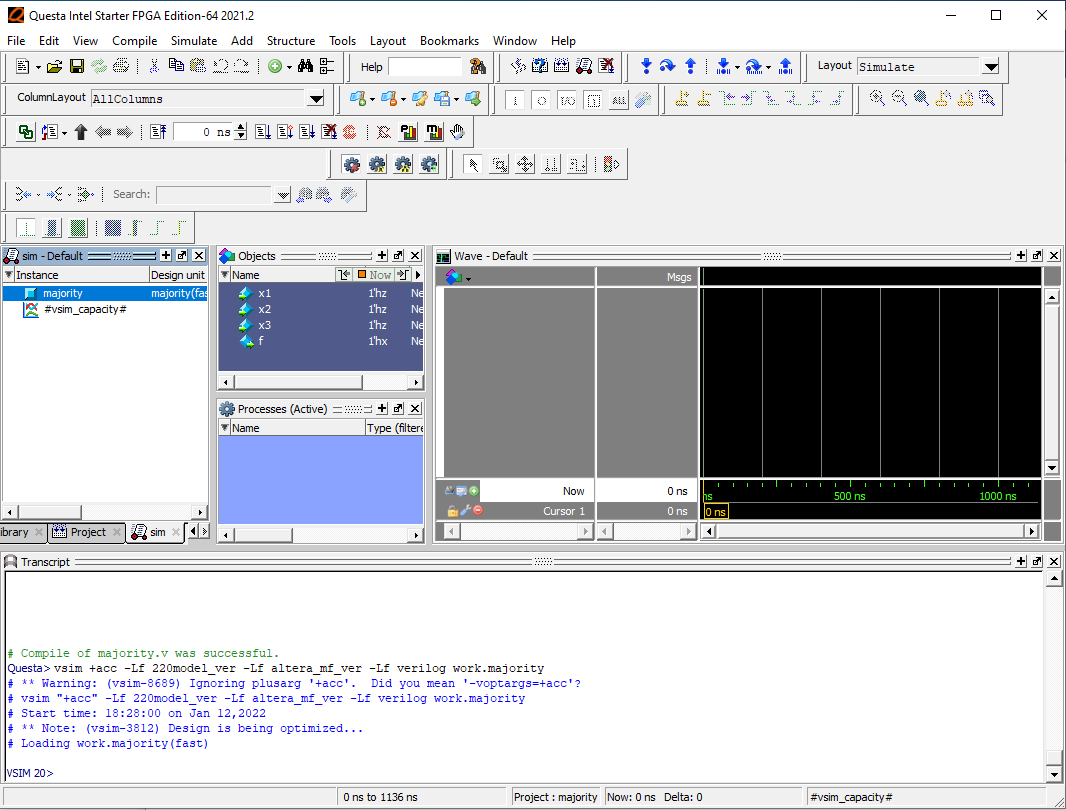 Questa Intel Starter FPGA Edition-64 2021.2
File Edit View Compile Simulate Add Structure Tools Layout Bookmarks Window Help
Help
Layout Simulate
ColumnLayout AllColumns
0 ns
Search:
sim - Default
Instance Design unit
majority majority(fas
#vsim_capacity#
Objects
Name Now
x1 1'hz Ne
x2 1'hz Ne
x3 1'hz Ne
f 1'hx Ne
Processes (Active)
Name Type (filtere
Wave - Default
Msgs
Now 0 ns
Cursor 1 0 ns
ns 500 ns 1000 ns
0 ns
ibrary Project sim
Transcript
# Compile of majority.v was successful.
Questa> vsim +acc -Lf 220model_ver -Lf altera_mf_ver -Lf verilog work.majority
# ** Warning: (vsim-8689) Ignoring plusarg '+acc'.  Did you mean '-voptargs=+acc'?
# vsim "+acc" -Lf 220model_ver -Lf altera_mf_ver -Lf verilog work.majority
# Start time: 18:28:00 on Jan 12,2022
# ** Note: (vsim-3812) Design is being optimized...
# Loading work.majority(fast)
VSIM 20>
0 ns to 1136 ns Project : majority Now: 0 ns Delta: 0 #vsim_capacity#